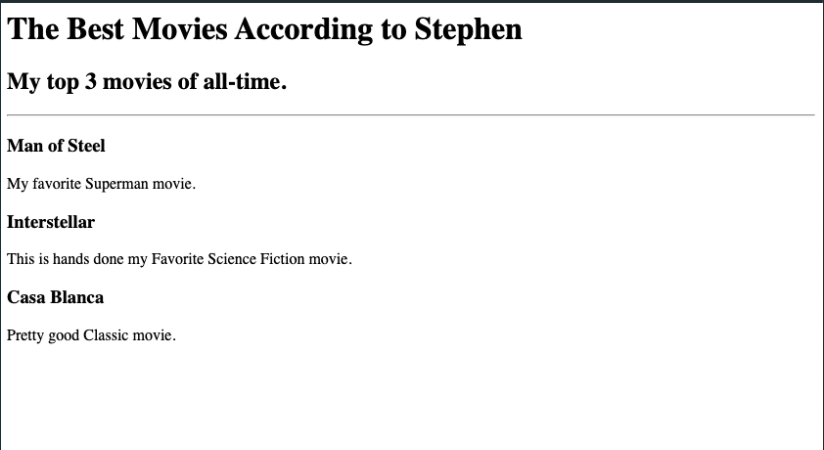 The Best Movies According to Stephen
My top 3 movies of all-time.
Man of Steel
My favorite Superman movie.
Interstellar
This is hands done my Favorite Science Fiction movie.
Casa Blanca
Pretty good Classic movie.